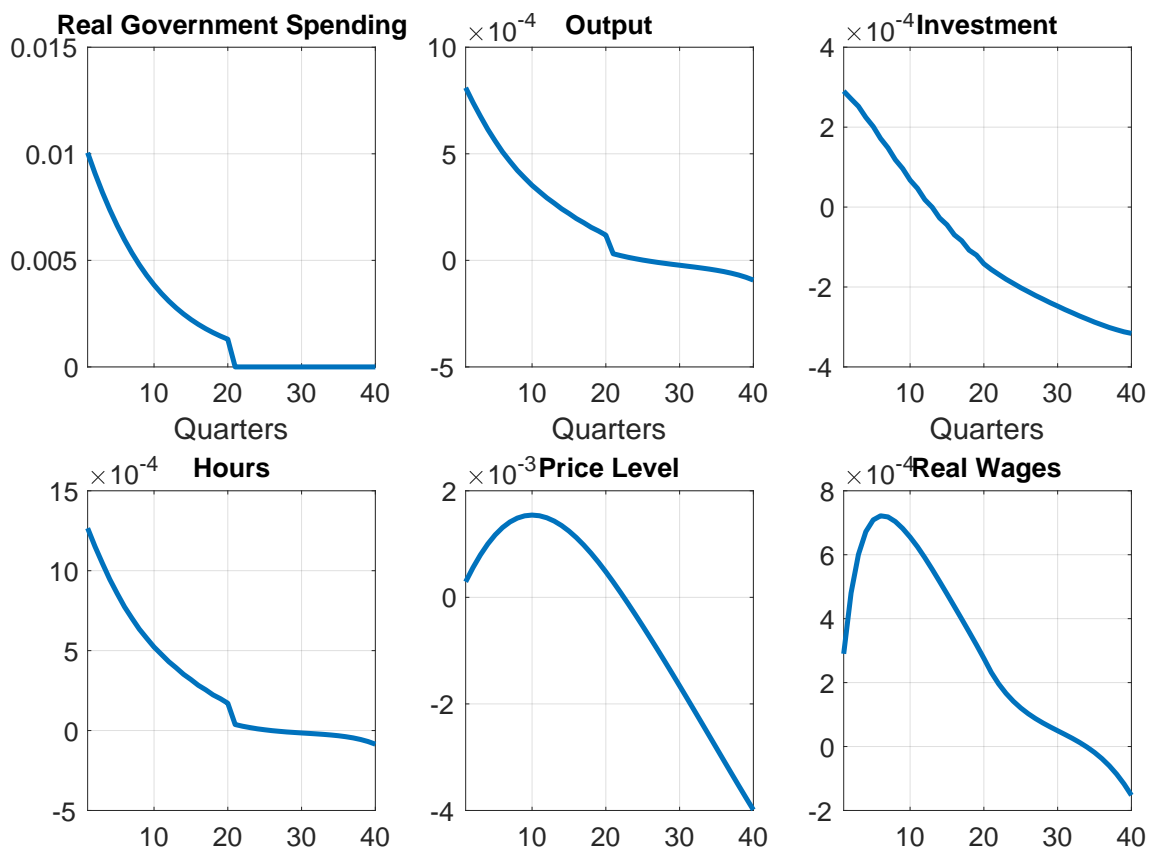 Real Government Spending
0.015
0.01
0.005
0
10 20 30 40
Quarters
×10-4 Output
10
5
0
-5
10 20 30 40
Quarters
×10-4 Investment
4
2
0
-2
-4
10 20 30 40
Quarters
×10-4 Hours
15
10
5
0
-5
10 20 30 40
×10-3 Price Level
2
0
-2
-4
10 20 30 40
×10-4 Real Wages
8
6
4
2
0
-2
10 20 30 40